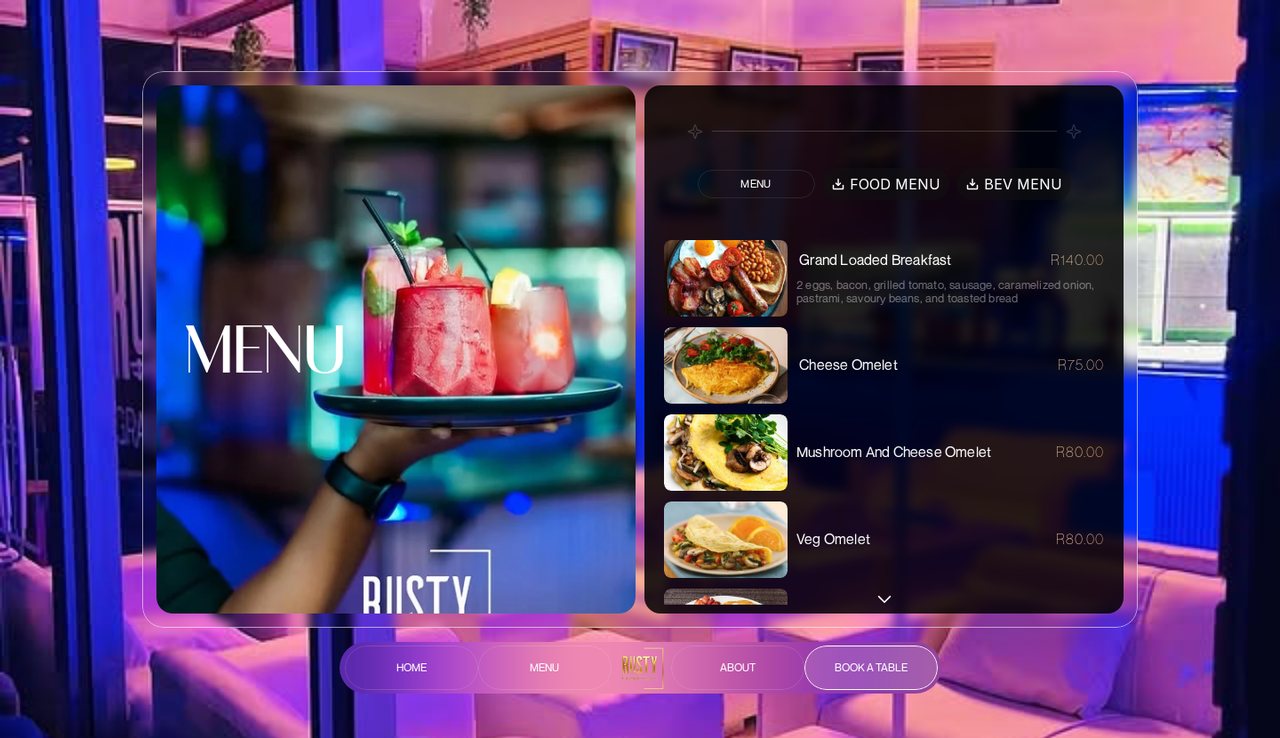 MENU
RUSTY
MENU
FOOD MENU
BEV MENU
Grand Loaded Breakfast
R140.00
2 eggs, bacon, grilled tomato, sausage, caramelized onion,
pastrami, savoury beans, and toasted bread
Cheese Omelet
R75.00
Mushroom And Cheese Omelet
R80.00
Veg Omelet
R80.00
HOME
MENU
RUSTY
ABOUT
BOOK A TABLE